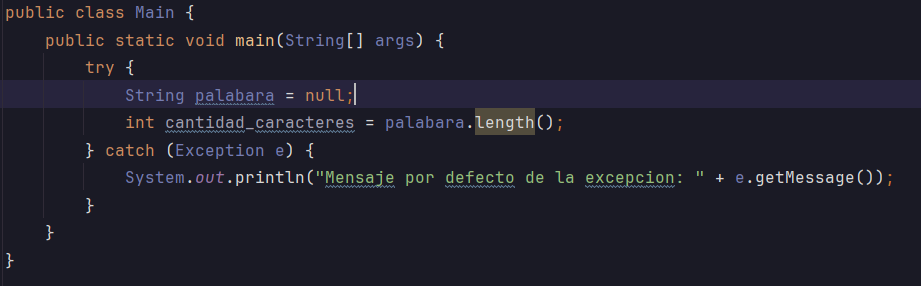 public class Main {
public static void main(String[] args) {
try {
String palabara = null;
int cantidad_caracteres = palabara.length();
} catch (Exception e) {
System.out.println("Mensaje por defecto de la excepcion: " + e.getMessage());
}
}
}